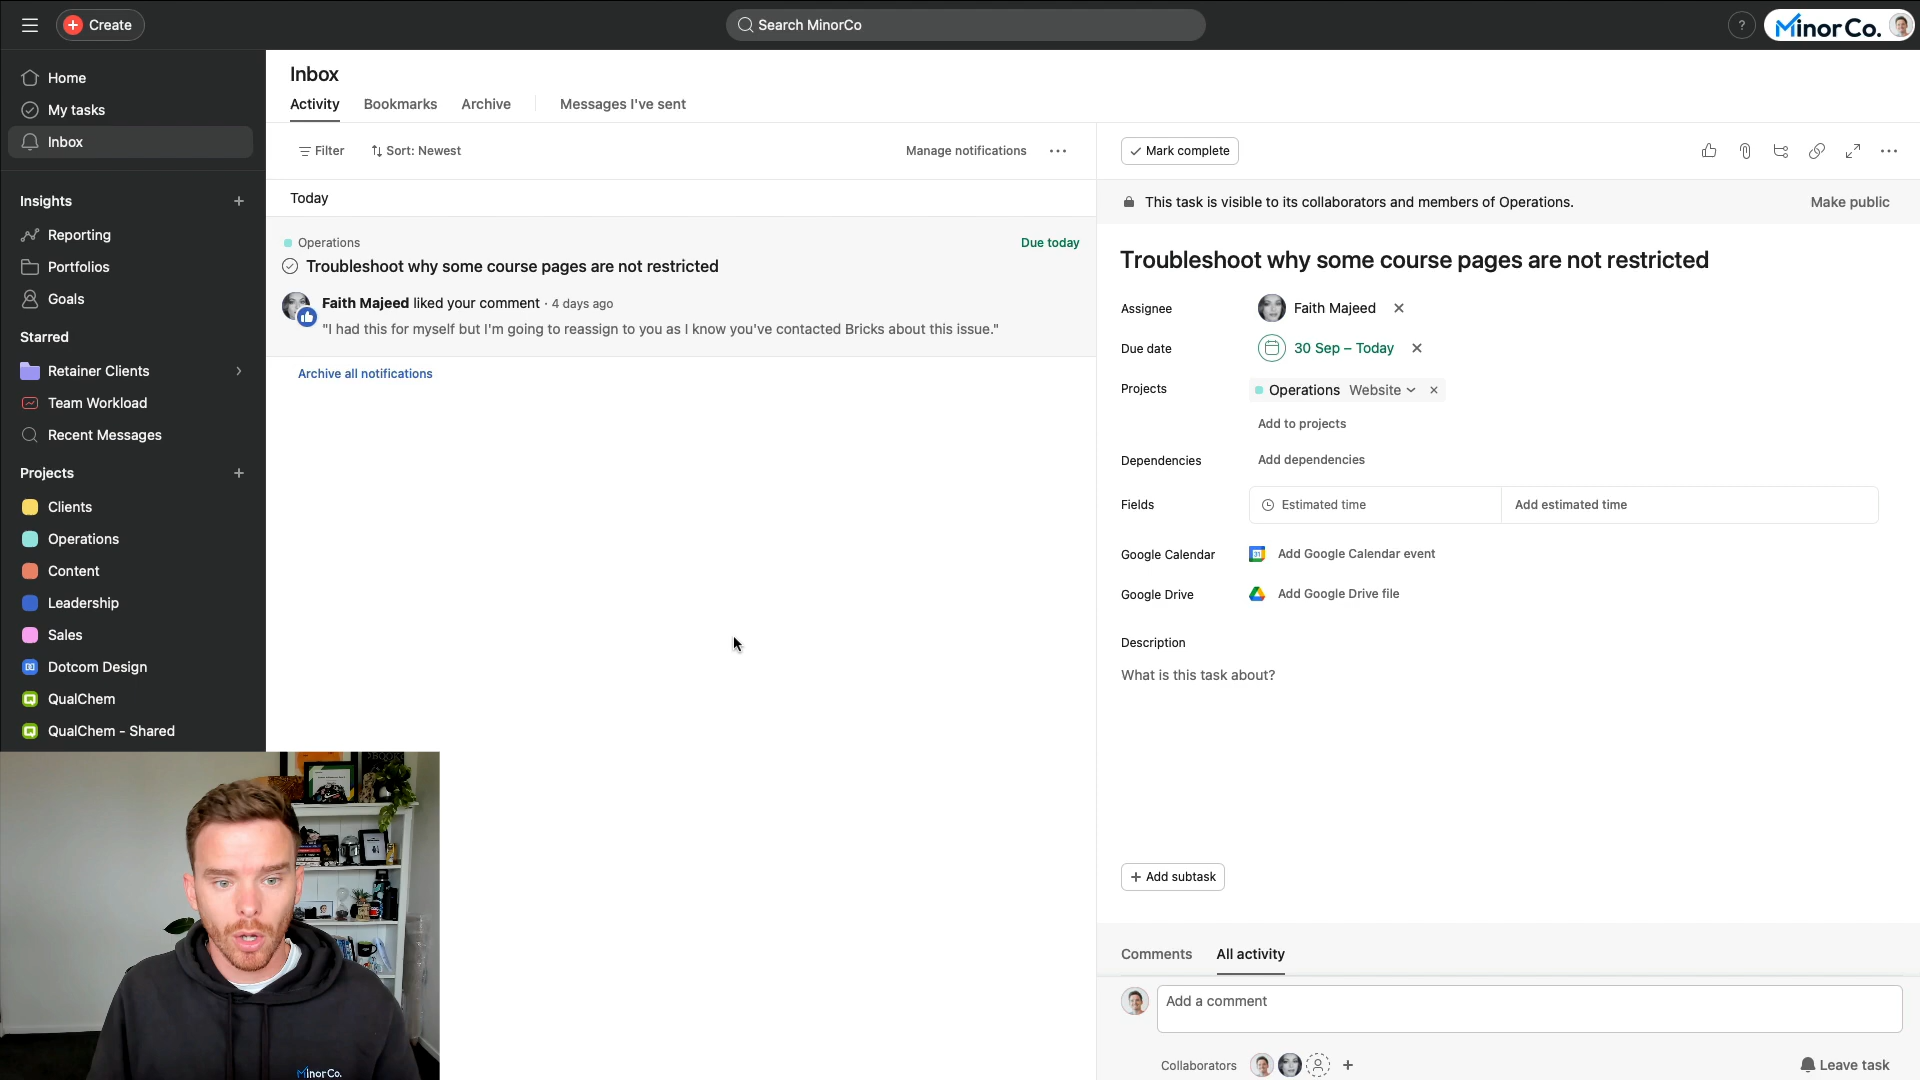 Create
Search MinorCo
?
MinorCo.
Home
My tasks
Inbox
Insights
Reporting
Portfolios
Goals
Starred
Retainer Clients
Team Workload
Recent Messages
Projects
Clients
Operations
Content
Leadership
Sales
Dotcom Design
QualChem
QualChem - Shared
Inbox
Activity
Bookmarks
Archive
Messages I've sent
Filter
Sort: Newest
Manage notifications
Today
Operations
Due today
Troubleshoot why some course pages are not restricted
Faith Majeed liked your comment · 4 days ago
"I had this for myself but I'm going to reassign to you as I know you've contacted Bricks about this issue."
Archive all notifications
Mark complete
This task is visible to its collaborators and members of Operations.
Make public
Troubleshoot why some course pages are not restricted
Assignee
Faith Majeed
Due date
30 Sep – Today
Projects
Operations Website
Add to projects
Dependencies
Add dependencies
Fields
Estimated time
Add estimated time
Google Calendar
31
Add Google Calendar event
Google Drive
Add Google Drive file
Description
What is this task about?
Add subtask
Comments
All activity
Add a comment
Collaborators
Leave task
MinorCo.